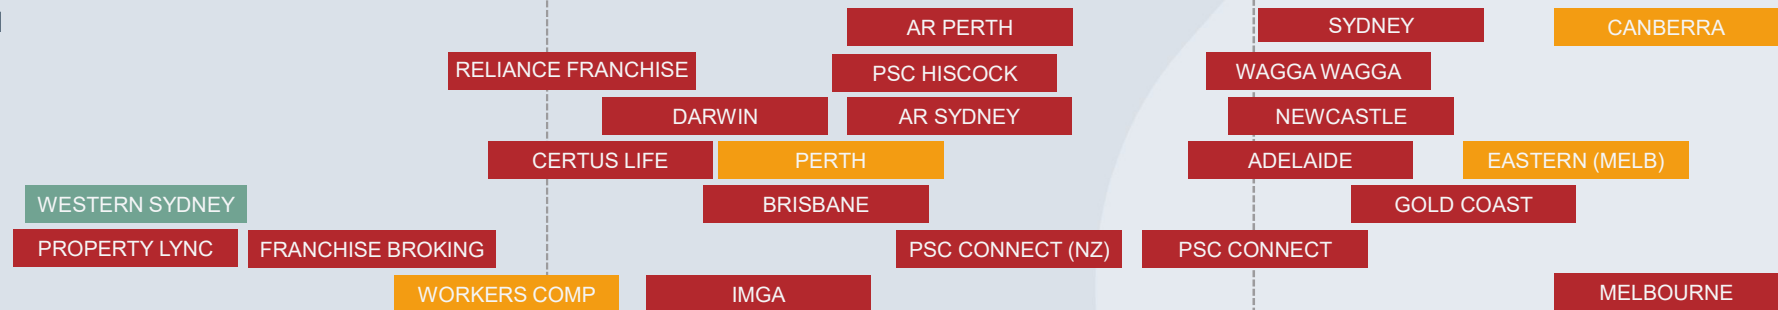 AR PERTH
SYDNEY
CANBERRA
RELIANCE FRANCHISE
PSC HISCOCK
WAGGA WAGGA
DARWIN
AR SYDNEY
NEWCASTLE
CERTUS LIFE
PERTH
ADELAIDE
EASTERN (MELB)
WESTERN SYDNEY
BRISBANE
GOLD COAST
PROPERTY LYNC
FRANCHISE BROKING
PSC CONNECT (NZ)
PSC CONNECT
WORKERS COMP
IMGA
MELBOURNE